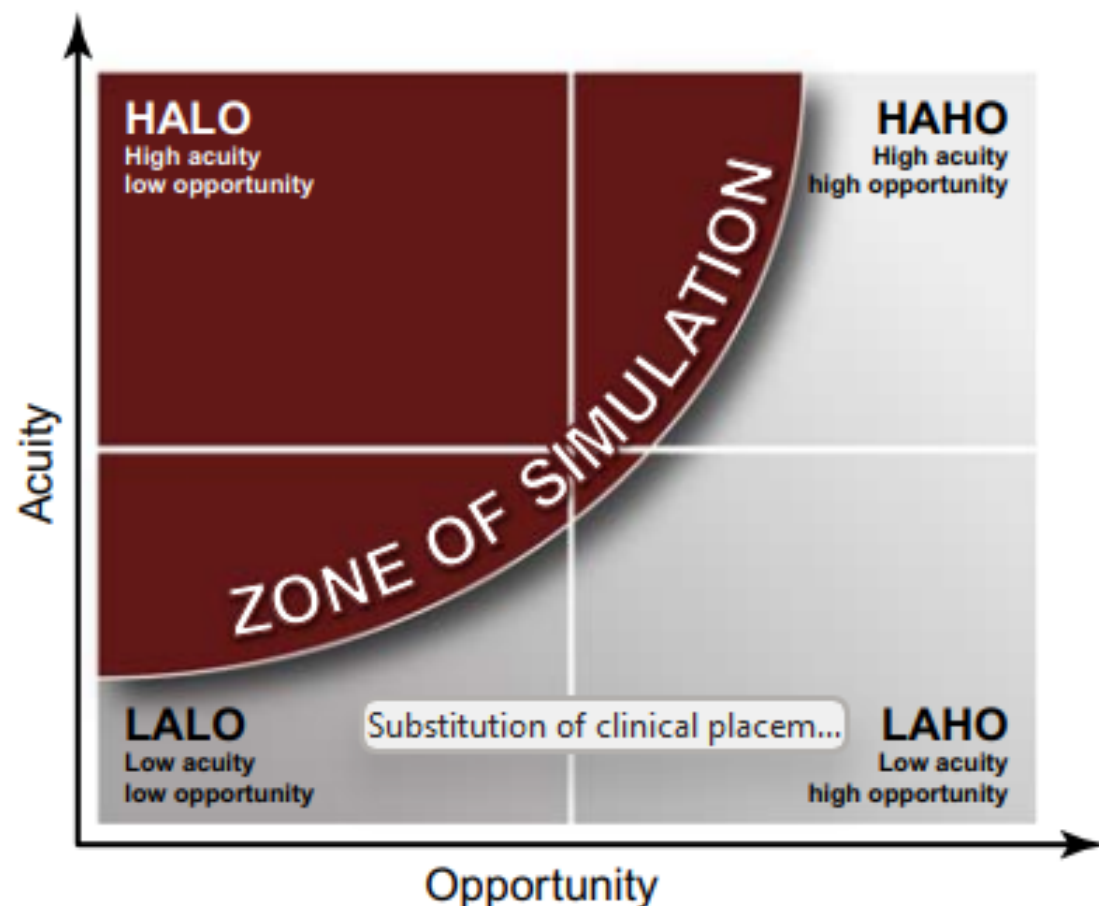 HALO
High acuity
low opportunity
HAHO
High acuity
high opportunity
ZONE OF SIMULATION
Acuity
LALO
Low acuity
low opportunity
Substitution of clinical placem...
LAHO
Low acuity
high opportunity
Opportunity